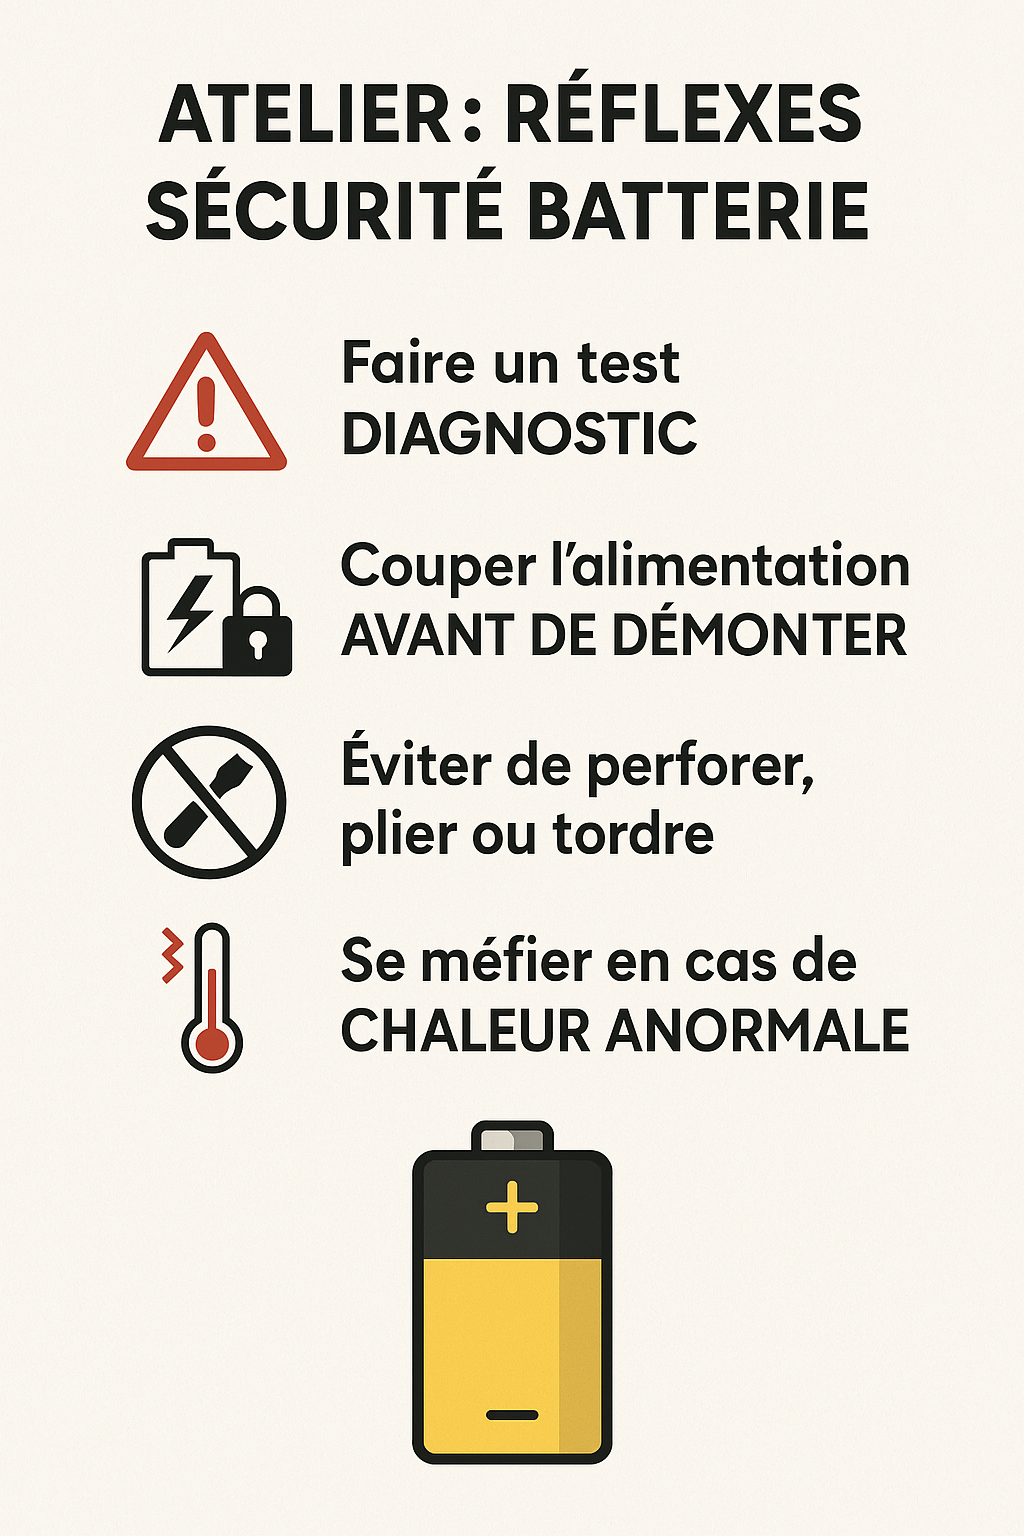 ATELIER : RÉFLEXES
SÉCURITÉ BATTERIE
Faire un test
DIAGNOSTIC
Couper l’alimentation
AVANT DE DÉMONTER
Éviter de perforer,
plier ou tordre
Se méfier en cas de
CHALEUR ANORMALE